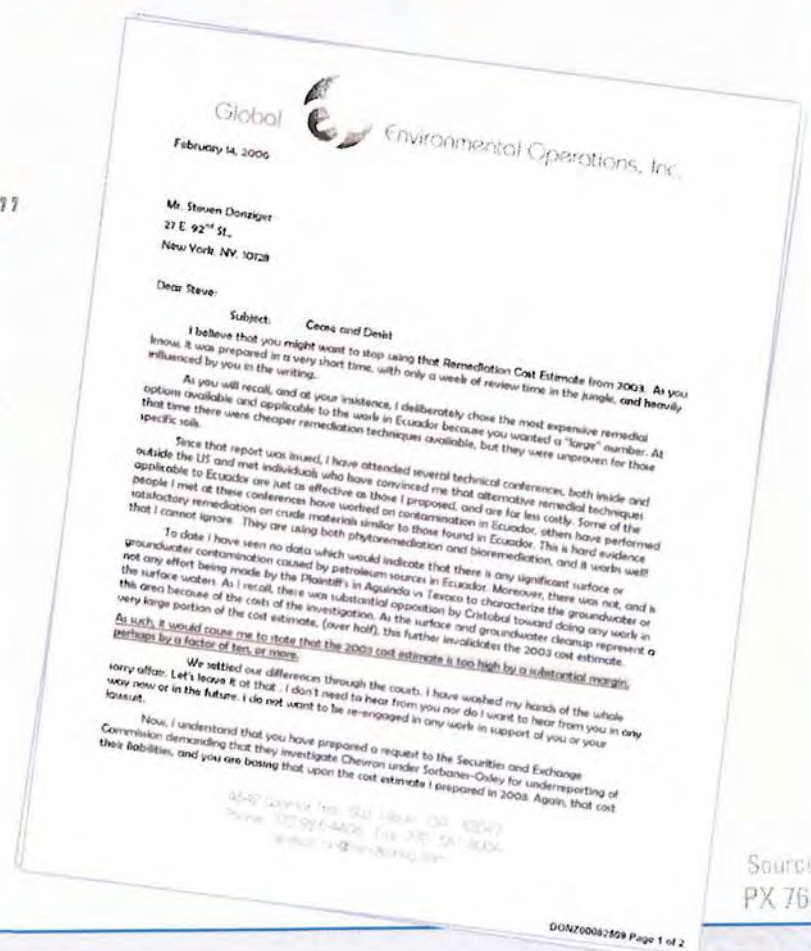 Global Environmental Operations, Inc.
February 14, 2006
Mr. Steven Donziger
27 E. 92nd St.,
New York, NY, 10128
Dear Steve:
Subject: Cease and Desist
I believe that you might want to stop using that Remediation Cost Estimate from 2003. As you
know, it was prepared in a very short time, with only a week of review time in the jungle, and heavily
influenced by you in the writing.
As you will recall, and at your insistence, I deliberately chose the most expensive remedial
options available and applicable to the work in Ecuador because you wanted a "large" number. At
that time there were cheaper remediation techniques available, but they were unproven for those
specific soils.
Since that report was issued, I have attended several technical conferences, both inside and
outside the US and met individuals who have convinced me that alternative remedial techniques
applicable to Ecuador are just as effective as those I proposed, and are far less costly. Some of the
people I met at these conferences have worked on contamination in Ecuador, others have performed
satisfactory remediation on crude materials similar to those found in Ecuador. This is hard evidence
that I cannot ignore. They are using both phytoremediation and bioremediation, and it works well!
To date I have seen no data which would indicate that there is any significant surface or
groundwater contamination caused by petroleum sources in Ecuador. Moreover, there was not, and is
not any effort being made by the Plaintiff's in Aguinda vs Texaco to characterize the groundwater or
the surface waters. As I recall, there was substantial opposition by Cristobal toward doing any work in
this area because of the costs of the investigation. As the surface and groundwater cleanup represent a
very large portion of the cost estimate, (over half), this further invalidates the 2003 cost estimate.
As such, it would cause me to state that the 2003 cost estimate is too high by a substantial margin,
perhaps by a factor of ten, or more.
We settled our differences through the courts. I have washed my hands of the whole
sorry affair. Let's leave it at that. I don't need to hear from you nor do I want to hear from you in any
way now or in the future. I do not want to be re-engaged in any work in support of you or your
lawsuit.
Now, I understand that you have prepared a request to the Securities and Exchange
Commission demanding that they investigate Chevron under Sorbanes-Oxley for underreporting of
their liabilities, and you are basing that upon the cost estimate I prepared in 2003. Again, that cost
DONZ00082509 Page 1 of 2
PX 76